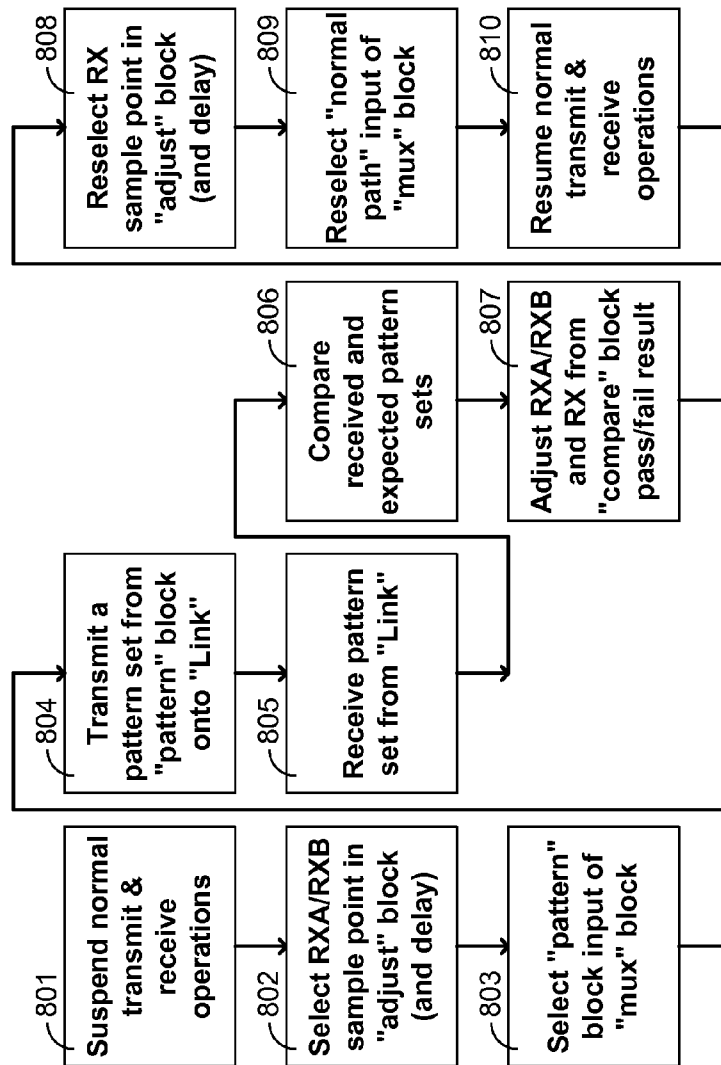 801
Suspend normal
transmit &
receive
operations
802
Select RXA/RXB
sample point in
"adjust" block
(and delay)
803
Select "pattern"
block input of
"mux" block
804
Transmit a
pattern set from
"pattern" block
onto "Link"
805
Receive pattern
set from "Link"
806
Compare
received and
expected pattern
sets
807
Adjust RXA/RXB
and RX from
"compare" block
pass/fail result
808
Reselect RX
sample point in
"adjust" block
(and delay)
809
Reselect "normal
path" input of
"mux" block
810
Resume normal
transmit &
receive
operations